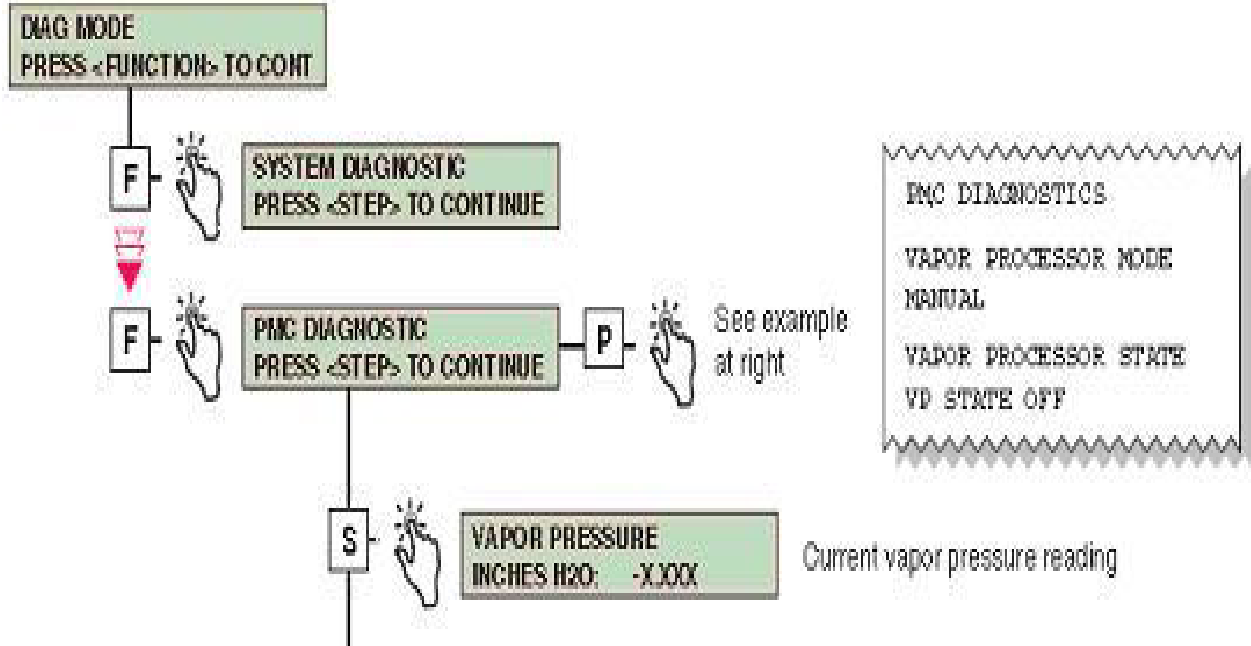 DIAG MODE
PRESS <FUNCTION> TO CONT
F
SYSTEM DIAGNOSTIC
PRESS <STEP> TO CONTINUE
F
PMC DIAGNOSTIC
PRESS <STEP> TO CONTINUE
P
See example
at right
PMC DIAGNOSTICS
VAPOR PROCESSOR MODE
MANUAL
VAPOR PROCESSOR STATE
VP STATE OFF
S
VAPOR PRESSURE
INCHES H2O: -X.XXX
Current vapor pressure reading